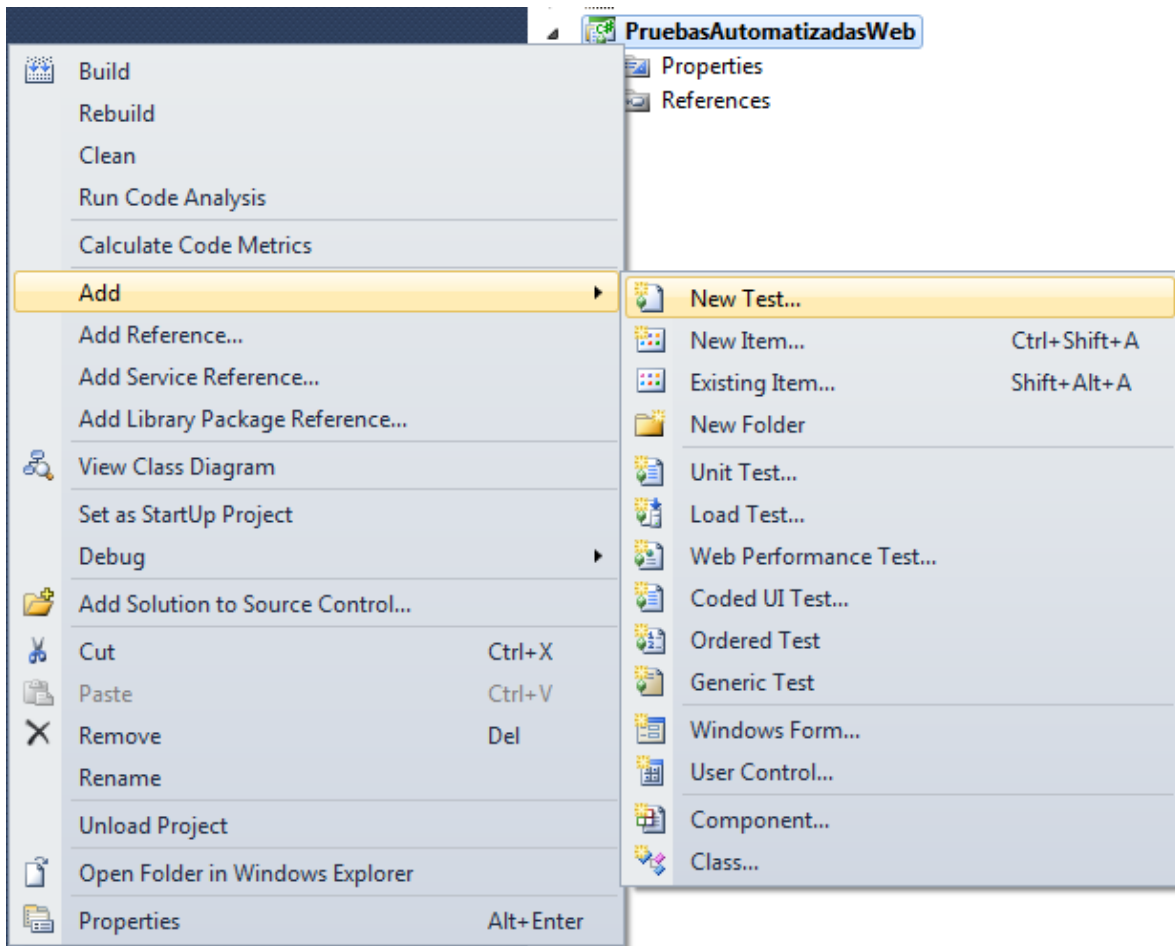 PruebasAutomatizadasWeb
Properties
References
Build
Rebuild
Clean
Run Code Analysis
Calculate Code Metrics
Add
Add Reference...
Add Service Reference...
Add Library Package Reference...
View Class Diagram
Set as StartUp Project
Debug
Add Solution to Source Control...
Cut Ctrl+X
Paste Ctrl+V
Remove Del
Rename
Unload Project
Open Folder in Windows Explorer
Properties Alt+Enter
New Test...
New Item... Ctrl+Shift+A
Existing Item... Shift+Alt+A
New Folder
Unit Test...
Load Test...
Web Performance Test...
Coded UI Test...
Ordered Test
Generic Test
Windows Form...
User Control...
Component...
Class...